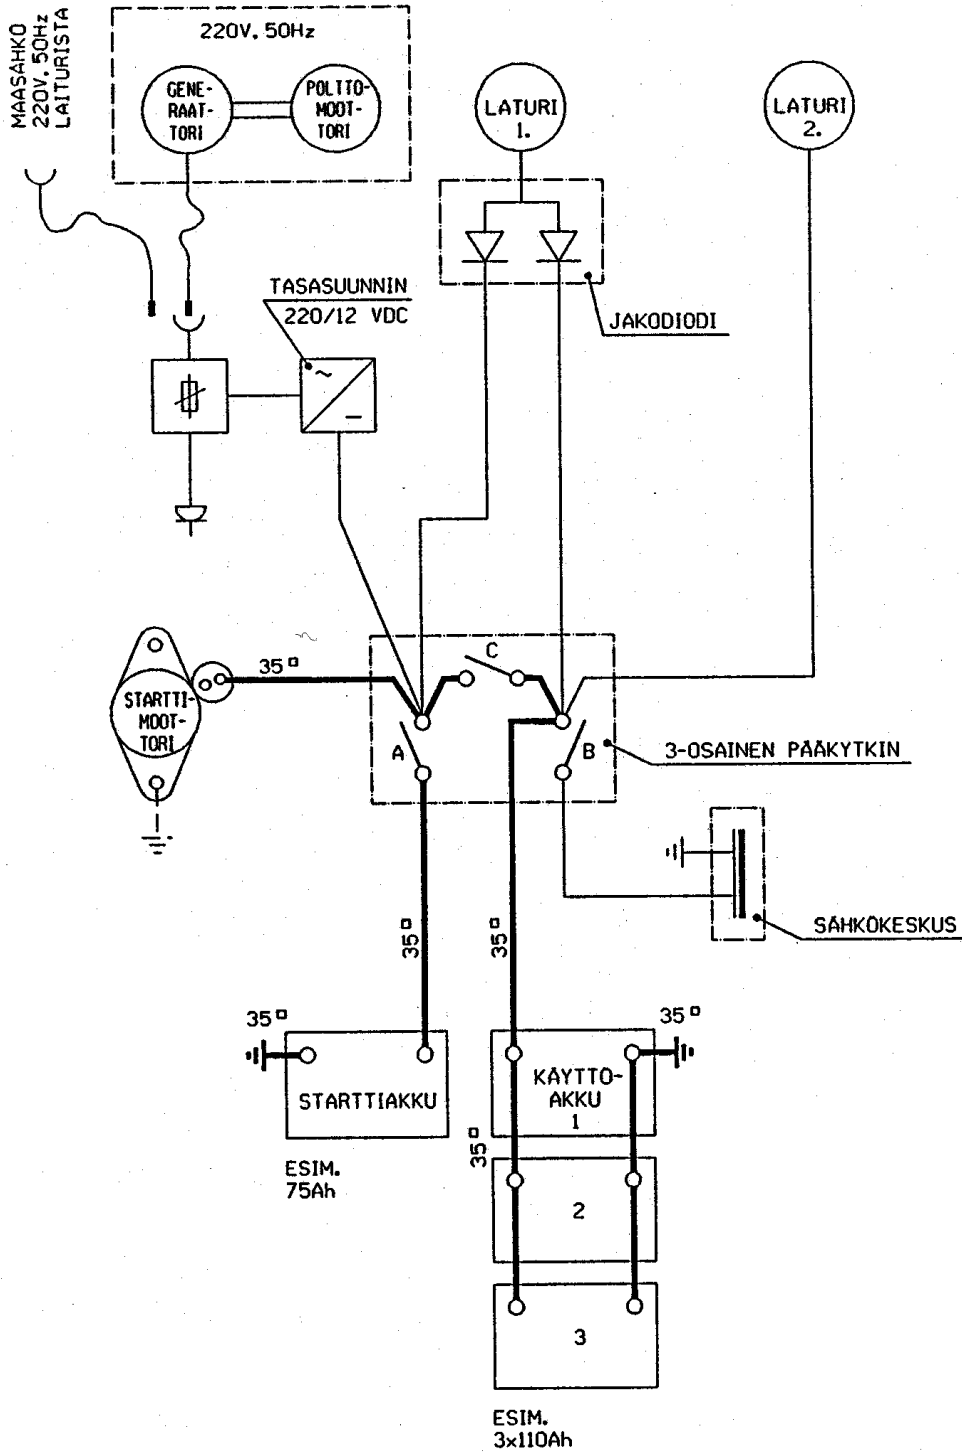 MAASÄHKÖ
220V. 50Hz
LAITURISTA
220V. 50Hz
GENE-
RAAT-
TORI
POLTTO-
MOOT-
TORI
LATURI
1.
LATURI
2.
TASASUUNNIN
220/12 VDC
JAKODIODI
~
−
C
35□
STARTTI-
MOOT-
TORI
A
B
3-OSAINEN PÄÄKYTKIN
SÄHKÖKESKUS
35□
35□
35□
35□
STARTTIAKKU
KÄYTTÖ-
AKKU
1
35□
ESIM.
75Ah
2
3
ESIM.
3x110Ah